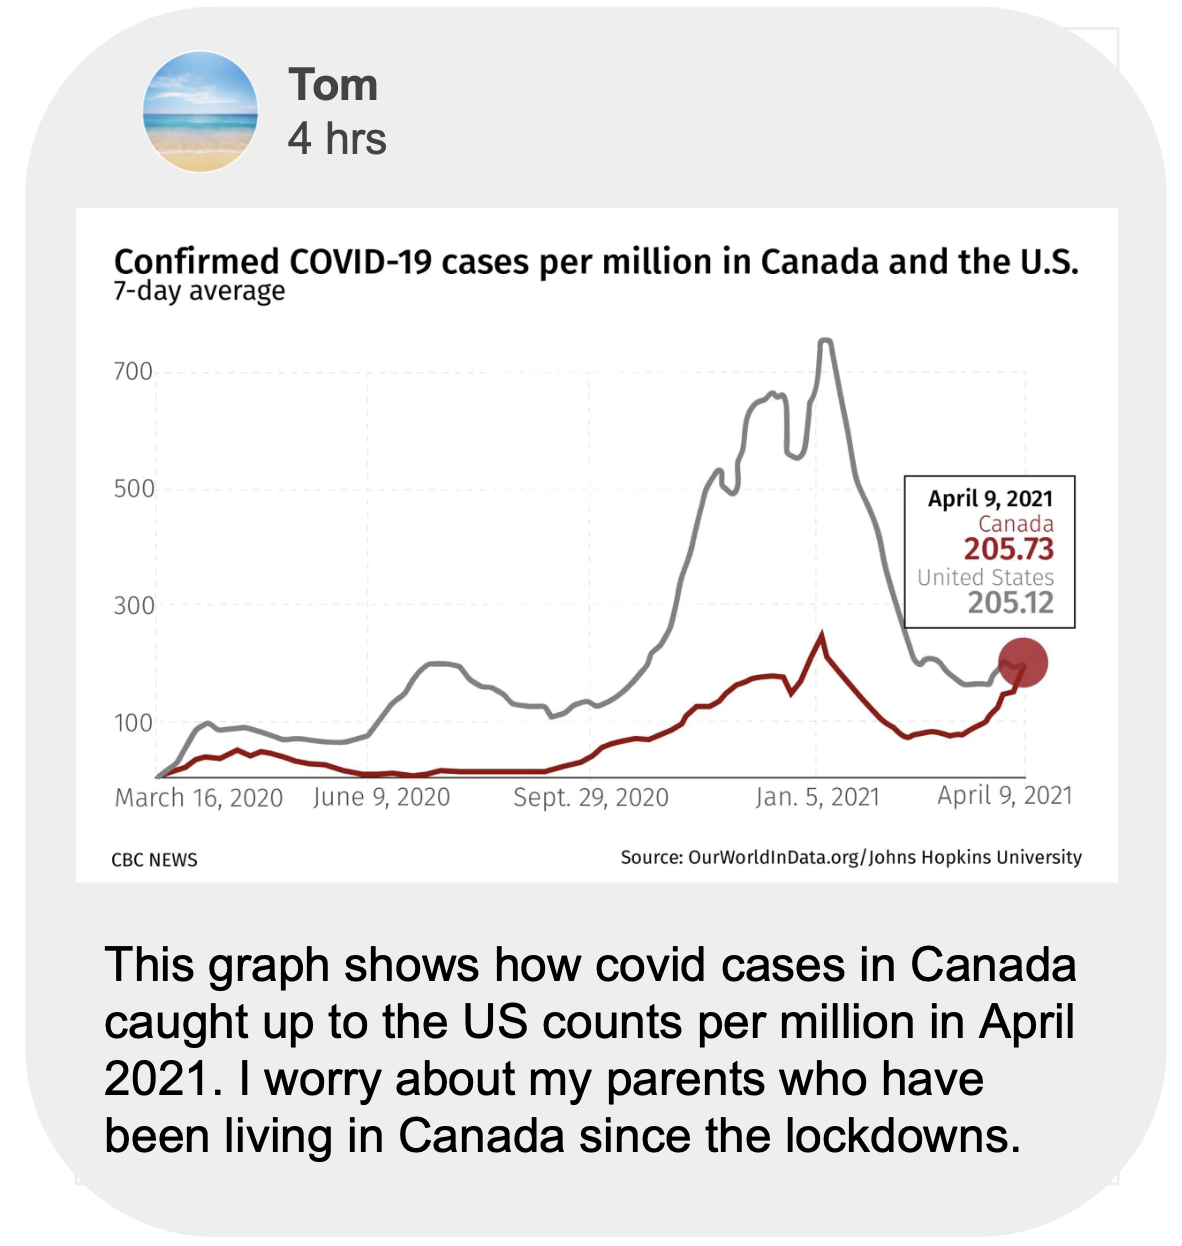 Tom
4 hrs
Confirmed COVID-19 cases per million in Canada and the U.S.
7-day average
700
500
300
100
April 9, 2021
Canada
205.73
United States
205.12
March 16, 2020 June 9, 2020 Sept. 29, 2020 Jan. 5, 2021 April 9, 2021
CBC NEWS Source: OurWorldInData.org/Johns Hopkins University
This graph shows how covid cases in Canada
caught up to the US counts per million in April
2021. I worry about my parents who have
been living in Canada since the lockdowns.